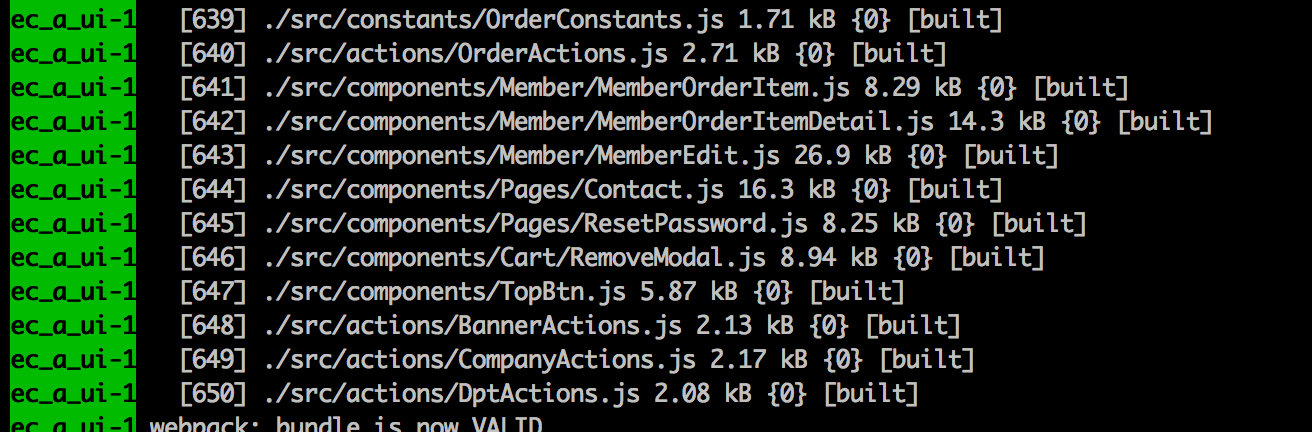 ec_a_ui-1 [639] ./src/constants/OrderConstants.js 1.71 kB {0} [built]
ec_a_ui-1 [640] ./src/actions/OrderActions.js 2.71 kB {0} [built]
ec_a_ui-1 [641] ./src/components/Member/MemberOrderItem.js 8.29 kB {0} [built]
ec_a_ui-1 [642] ./src/components/Member/MemberOrderItemDetail.js 14.3 kB {0} [built]
ec_a_ui-1 [643] ./src/components/Member/MemberEdit.js 26.9 kB {0} [built]
ec_a_ui-1 [644] ./src/components/Pages/Contact.js 16.3 kB {0} [built]
ec_a_ui-1 [645] ./src/components/Pages/ResetPassword.js 8.25 kB {0} [built]
ec_a_ui-1 [646] ./src/components/Cart/RemoveModal.js 8.94 kB {0} [built]
ec_a_ui-1 [647] ./src/components/TopBtn.js 5.87 kB {0} [built]
ec_a_ui-1 [648] ./src/actions/BannerActions.js 2.13 kB {0} [built]
ec_a_ui-1 [649] ./src/actions/CompanyActions.js 2.17 kB {0} [built]
ec_a_ui-1 [650] ./src/actions/DptActions.js 2.08 kB {0} [built]
ec_a_ui-1 webpack: bundle is now VALID